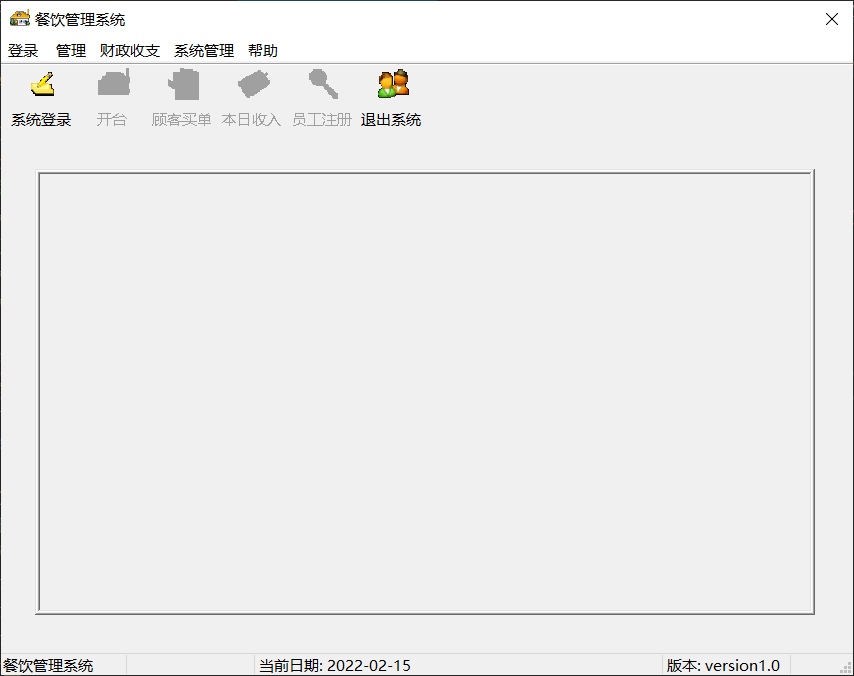 餐饮管理系统
登录 管理 财政收支 系统管理 帮助
系统登录 开台 顾客买单 本日收入 员工注册 退出系统
餐饮管理系统 当前日期: 2022-02-15 版本: version1.0